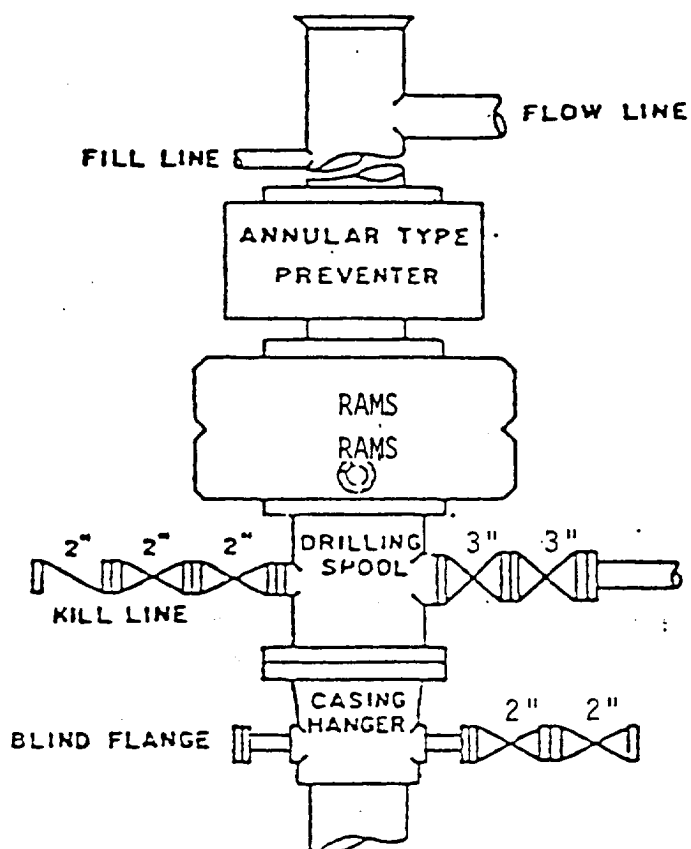 FLOW LINE
FILL LINE
ANNULAR TYPE
PREVENTER
RAMS
RAMS
2" 2" 2"
DRILLING
SPOOL
3" 3"
KILL LINE
CASING
HANGER
2" 2"
BLIND FLANGE